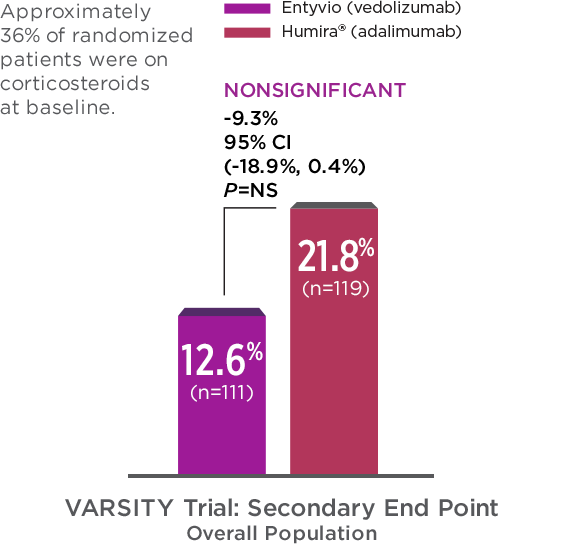 Approximately
36% of randomized
patients were on
corticosteroids
at baseline.
Entyvio (vedolizumab)
Humira® (adalimumab)
NONSIGNIFICANT
-9.3%
95% CI
(-18.9%, 0.4%)
P=NS
21.8%
(n=119)
12.6%
(n=111)
VARSITY Trial: Secondary End Point
Overall Population